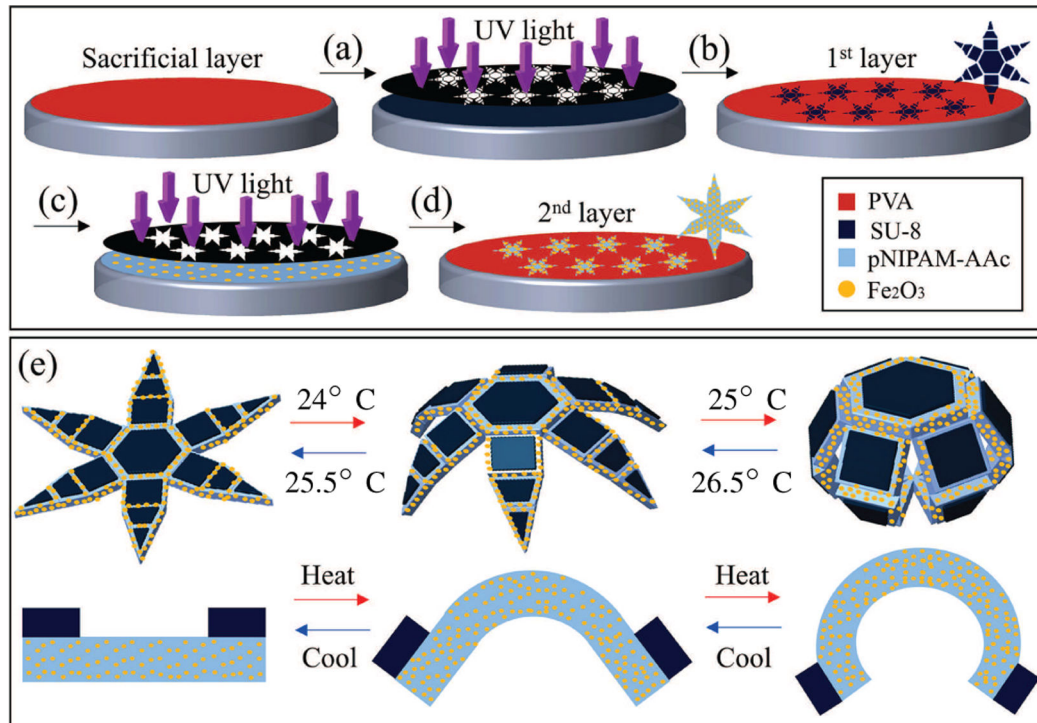 Sacrificial layer
(a)
UV light
(b)
1st layer
(c)
UV light
(d)
2nd layer
PVA
SU-8
pNIPAM-AAc
Fe2O3
(e)
24° C
25.5° C
25° C
26.5° C
Heat
Cool
Heat
Cool